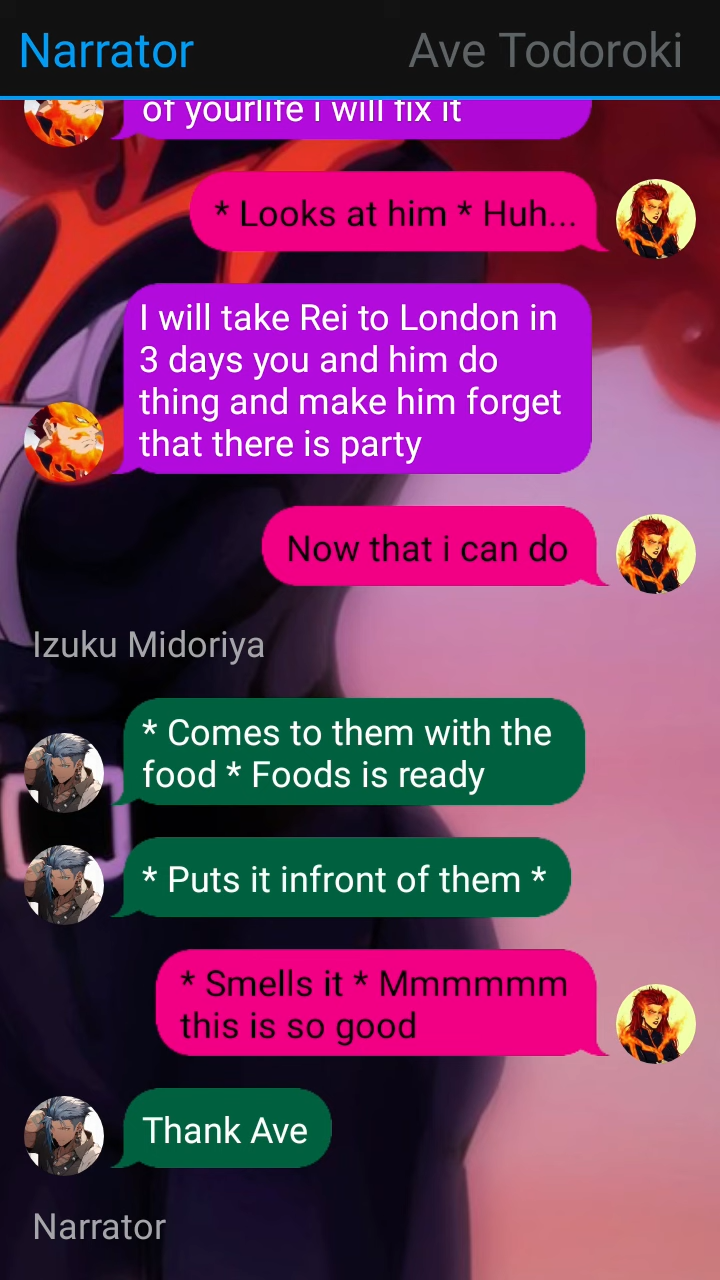 Narrator
Ave Todoroki
of yourlife i will fix it
* Looks at him * Huh...
I will take Rei to London in
3 days you and him do
thing and make him forget
that there is party
Now that i can do
Izuku Midoriya
* Comes to them with the
food * Foods is ready
* Puts it infront of them *
* Smells it * Mmmmmm
this is so good
Thank Ave
Narrator